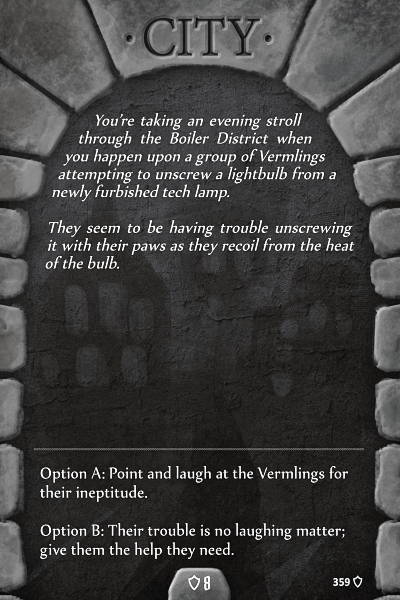 · CITY ·
You're taking an evening stroll
through the Boiler District when
you happen upon a group of Vermlings
attempting to unscrew a lightbulb from a
newly furbished tech lamp.
They seem to be having trouble unscrewing
it with their paws as they recoil from the heat
of the bulb.
Option A: Point and laugh at the Vermlings for
their ineptitude.
Option B: Their trouble is no laughing matter;
give them the help they need.
8
359